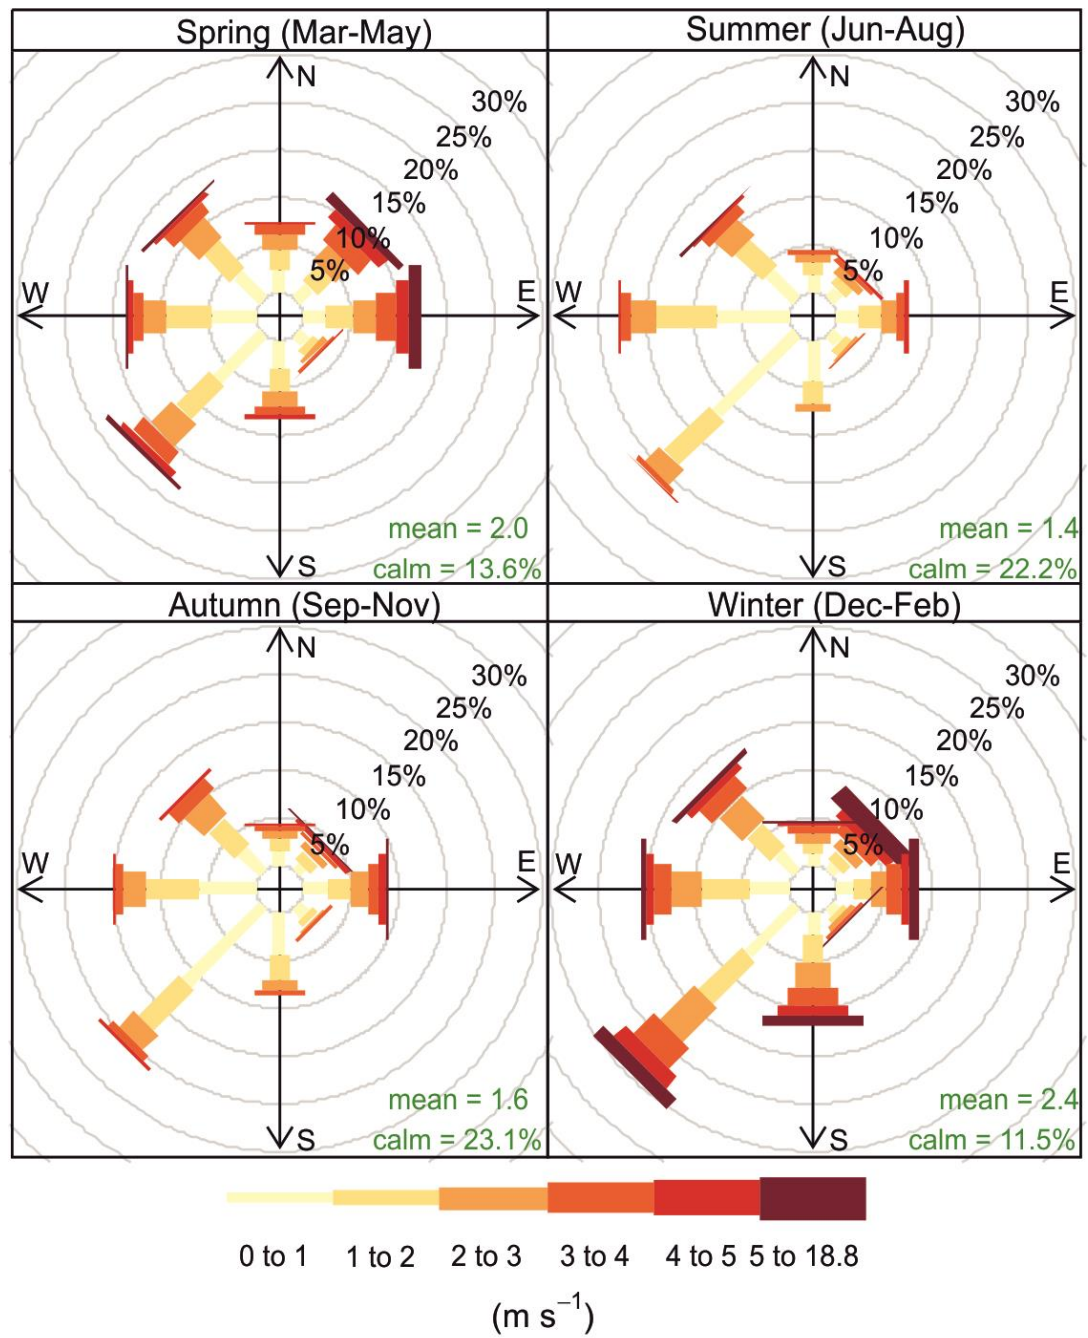 Spring (Mar-May)
N
30%
25%
20%
15%
10%
5%
W
E
mean = 2.0
S
calm = 13.6%
Summer (Jun-Aug)
N
30%
25%
20%
15%
10%
5%
W
E
mean = 1.4
S
calm = 22.2%
Autumn (Sep-Nov)
N
30%
25%
20%
15%
10%
5%
W
E
mean = 1.6
S
calm = 23.1%
Winter (Dec-Feb)
N
30%
25%
20%
15%
10%
5%
W
E
mean = 2.4
S
calm = 11.5%
0 to 1 1 to 2 2 to 3 3 to 4 4 to 5 5 to 18.8
(m s⁻¹)